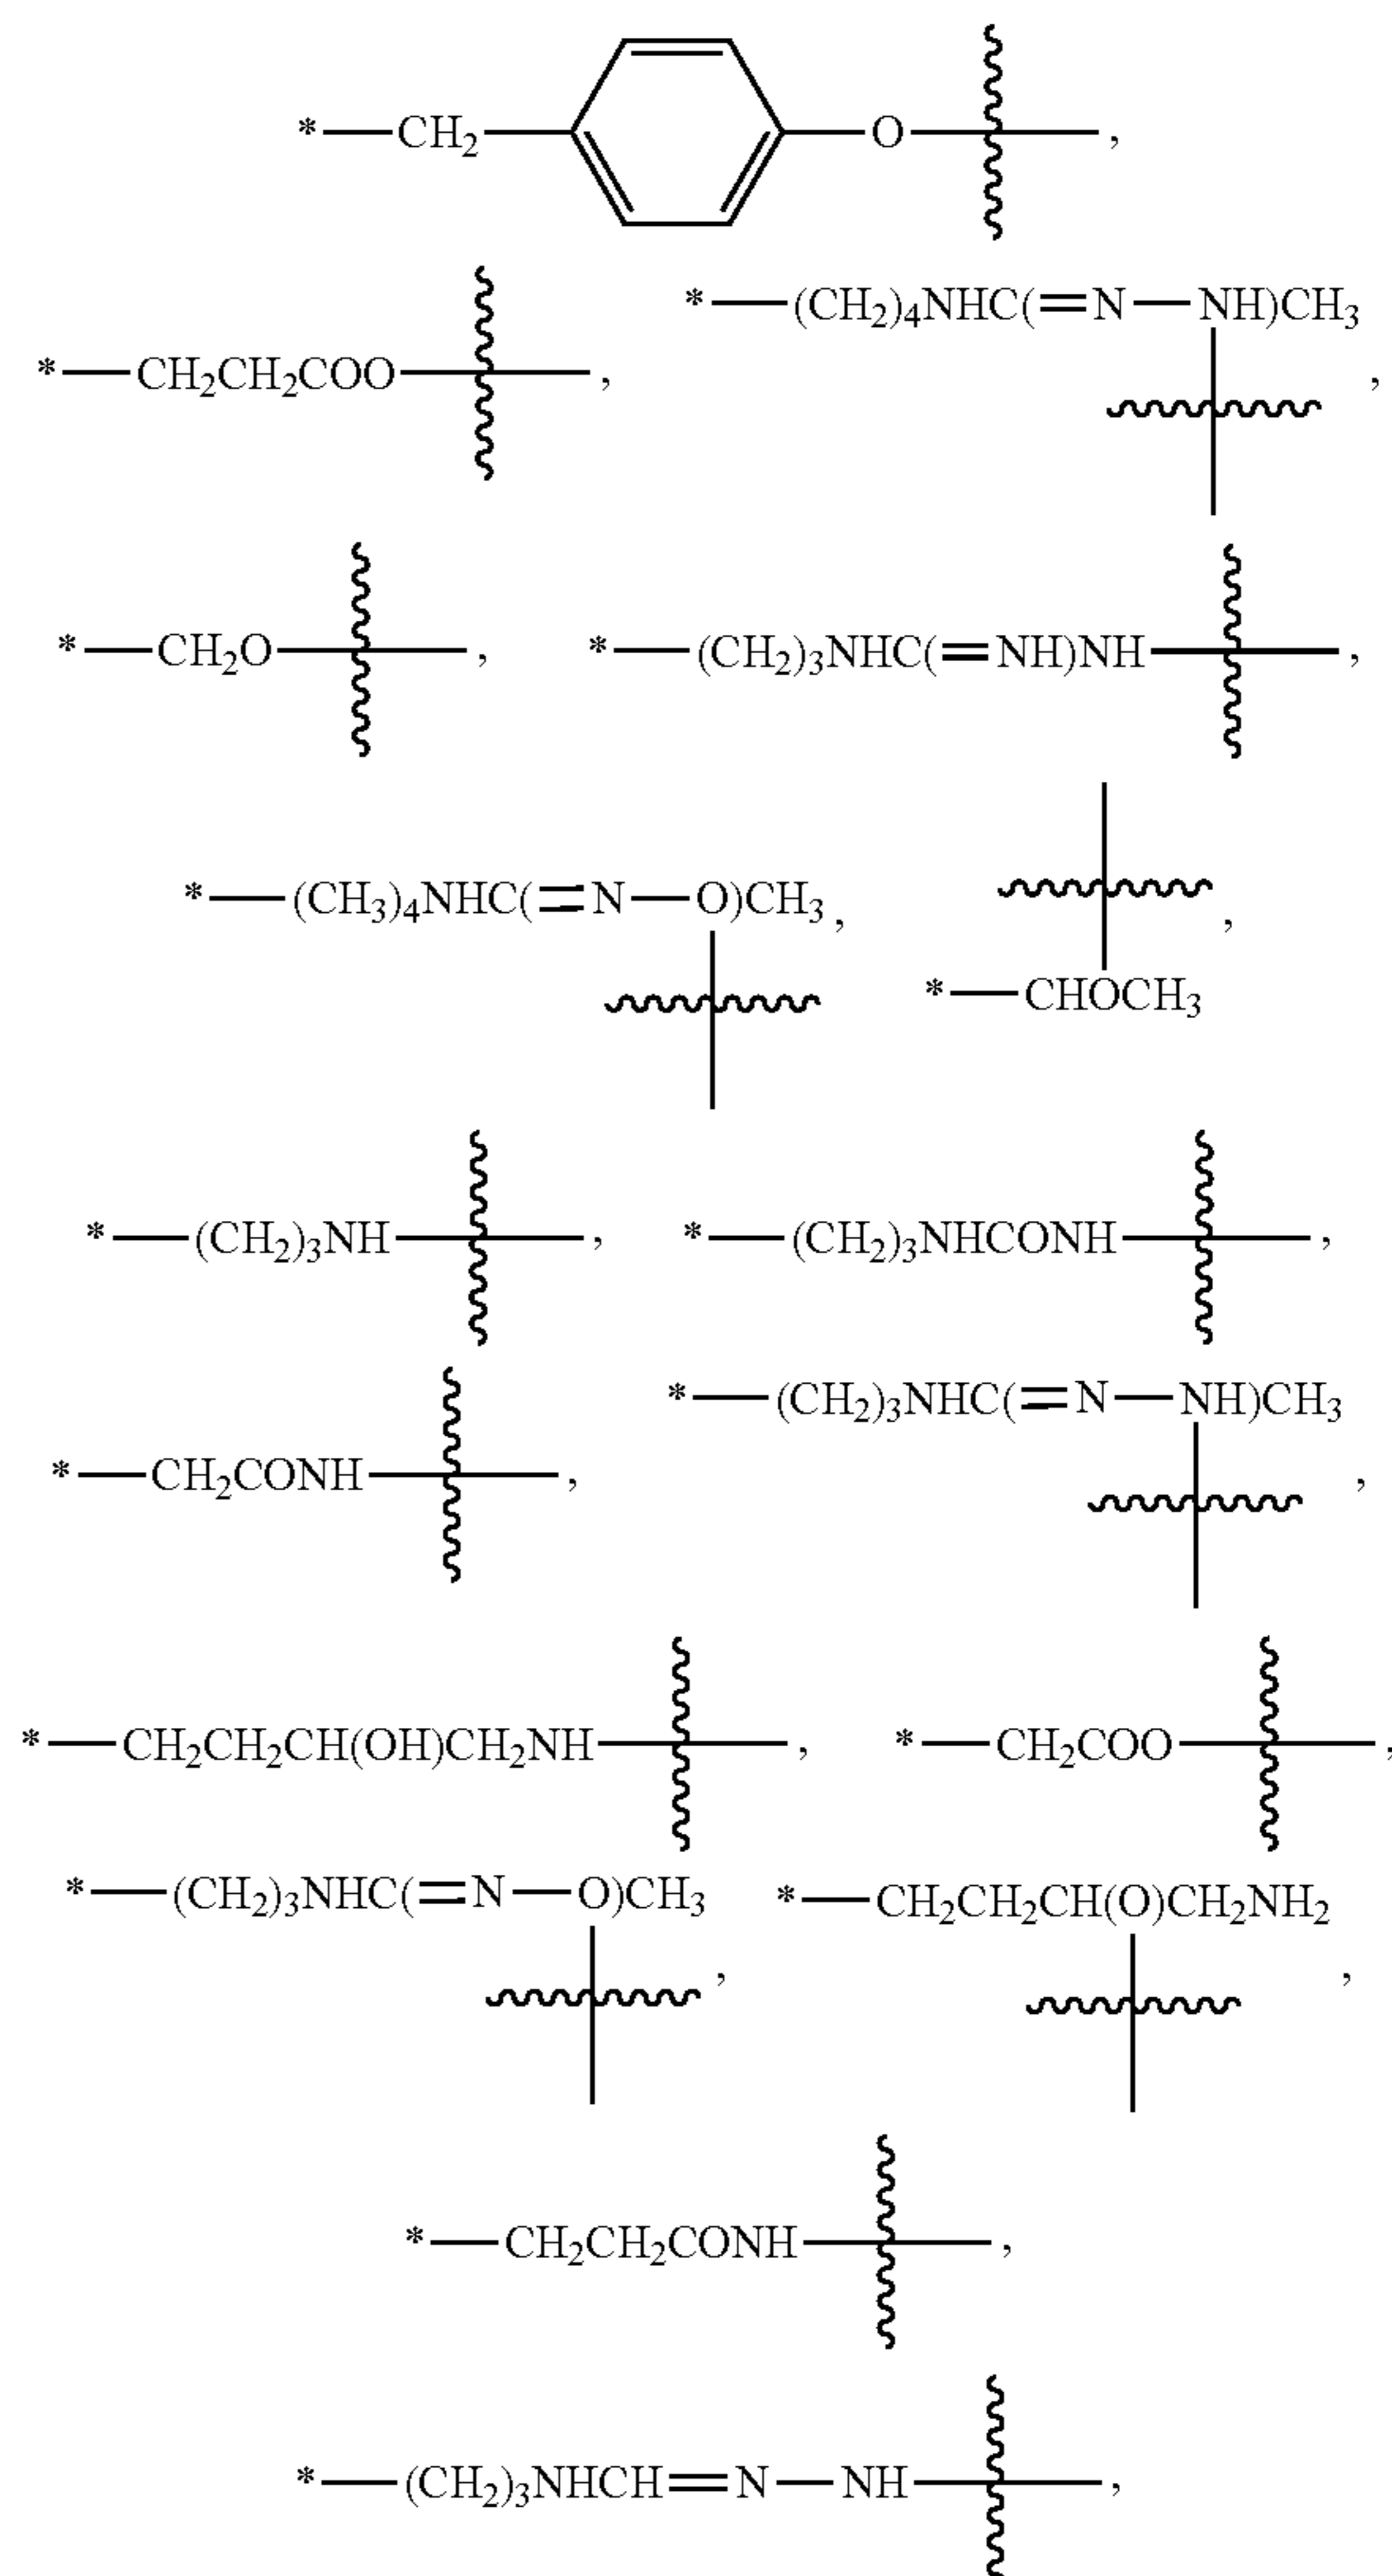 *—CH₂—O—,
*—CH₂CH₂COO—, *—(CH₂)₄NHC(=N—NH)CH₃,
*—CH₂O—, *—(CH₂)₃NHC(=NH)NH—,
*—(CH₃)₄NHC(=N—O)CH₃, *—CHOCH₃,
*—(CH₂)₃NH—, *—(CH₂)₃NHCONH—,
*—CH₂CONH—, *—(CH₂)₃NHC(=N—NH)CH₃,
*—CH₂CH₂CH(OH)CH₂NH—, *—CH₂COO—,
*—(CH₂)₃NHC(=N—O)CH₃, *—CH₂CH₂CH(O)CH₂NH₂,
*—CH₂CH₂CONH—,
*—(CH₂)₃NHCH=N—NH—,